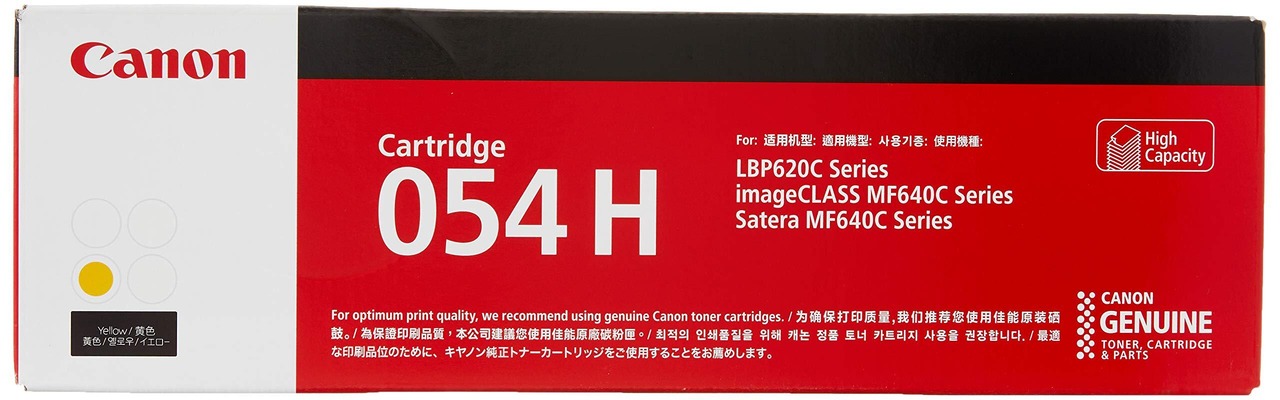 Canon
Cartridge
054 H
For: 适用机型: 適用機型: 사용기종: 使用機種:
LBP620C Series
imageCLASS MF640C Series
Satera MF640C Series
High
Capacity
Yellow / 黄色
黃色/옐로우/イエロー
For optimum print quality, we recommend using genuine Canon toner cartridges. / 为确保打印质量,我们推荐您使用佳能原装硒
鼓。/ 為保證印刷品質，本公司建議您使用佳能原廠碳粉匣。/ 최적의 인쇄품질을 위해 캐논 정품 토너 카트리지 사용을 권장합니다. / 最適
な印刷品位のために、キヤノン純正トナーカートリッジをご使用することをお薦めします。
CANON
GENUINE
TONER, CARTRIDGE
& PARTS